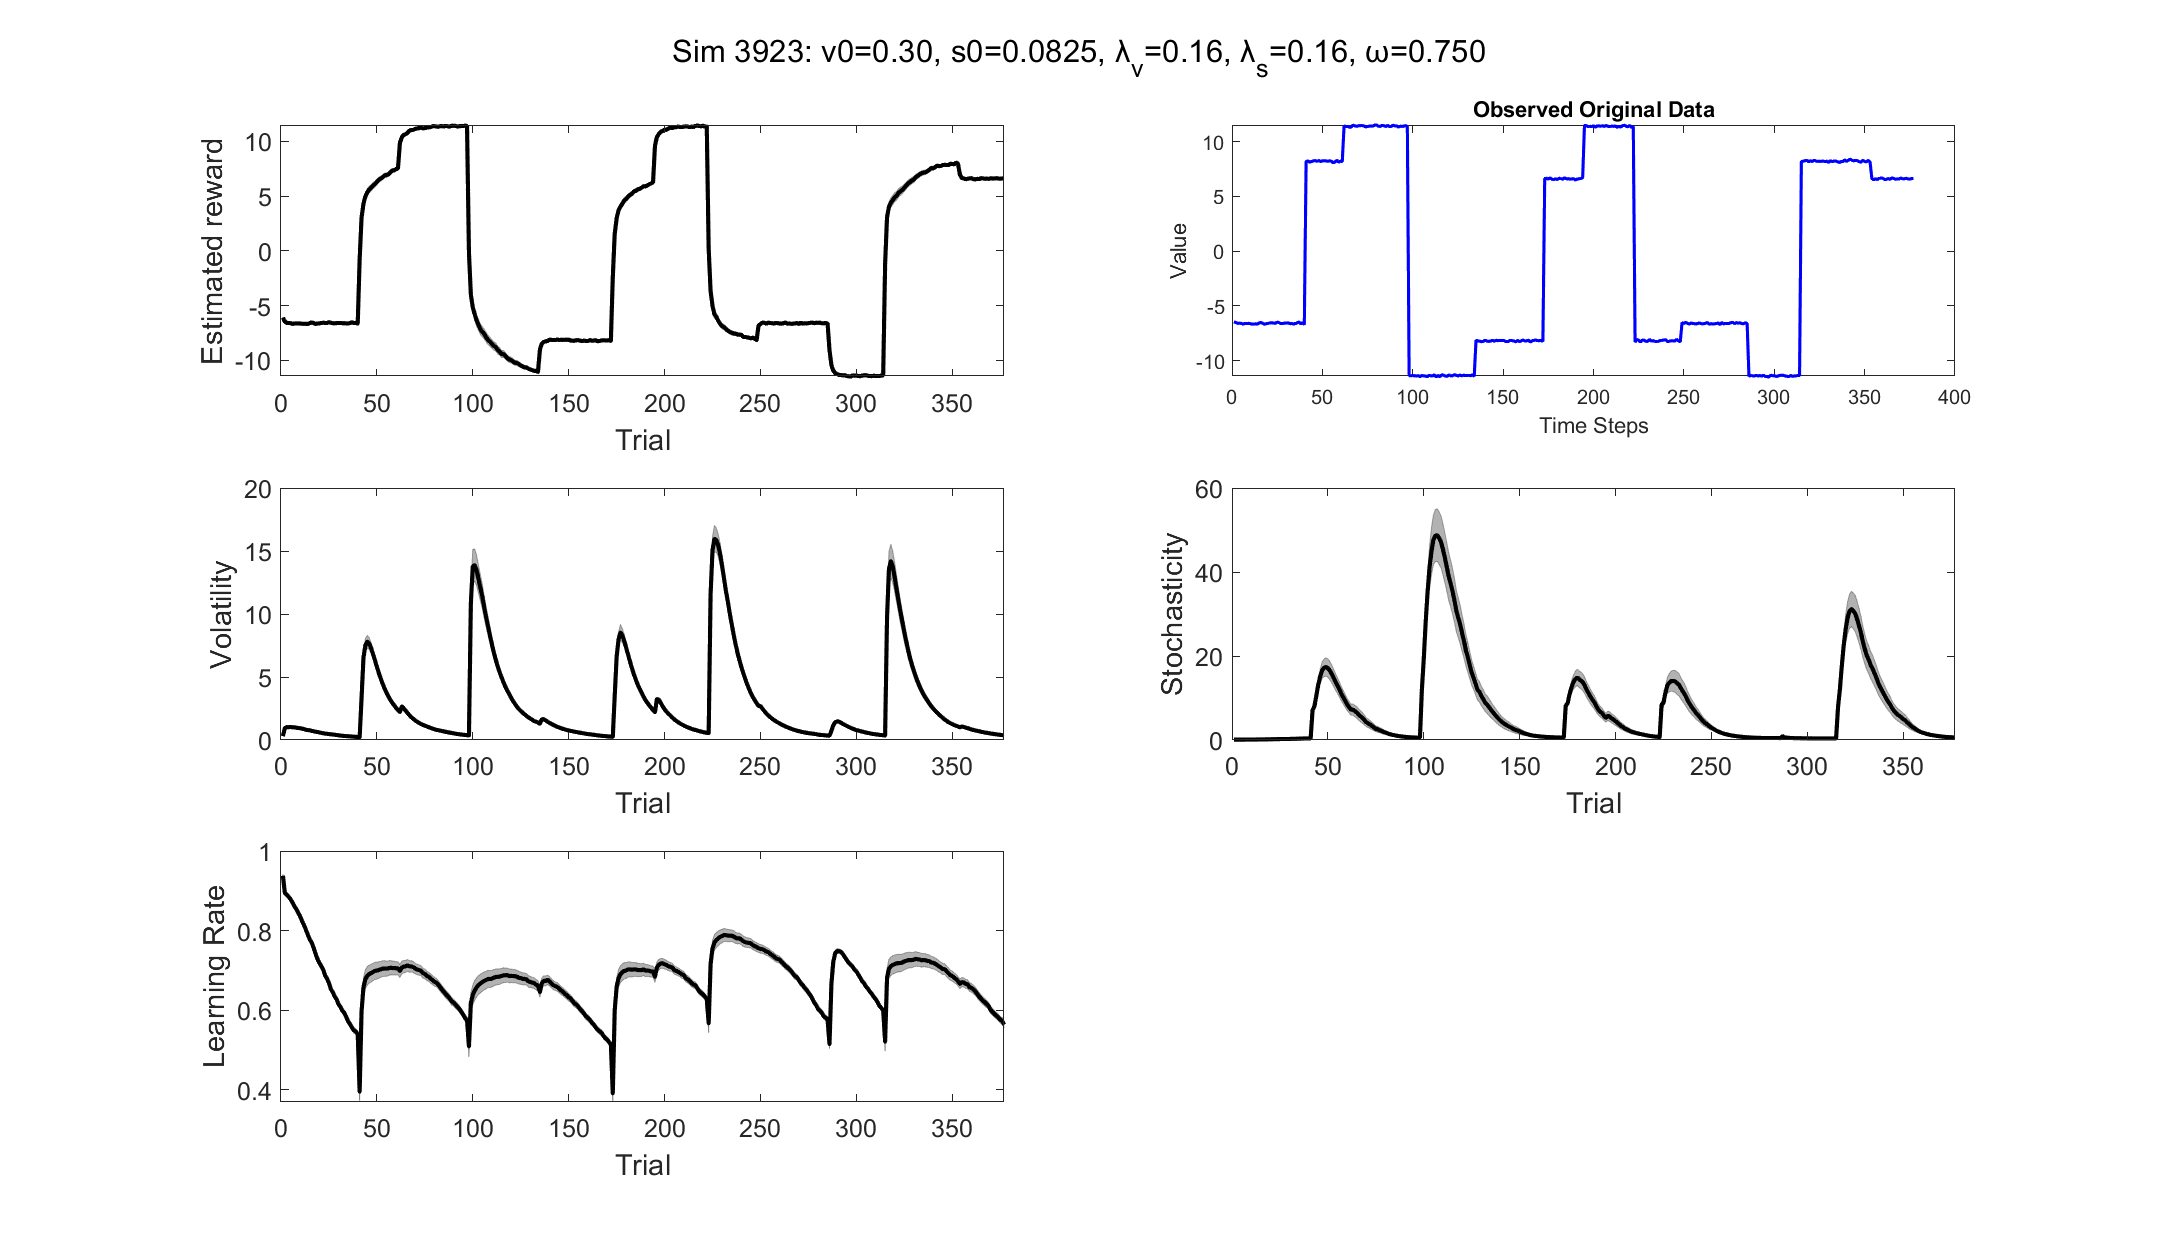 Sim 3923: v0=0.30, s0=0.0825, λ_v=0.16, λ_s=0.16, ω=0.750
Estimated reward
10
5
0
-5
-10
0 50 100 150 200 250 300 350
Trial
Observed Original Data
Value
10
5
0
-5
-10
0 50 100 150 200 250 300 350 400
Time Steps
Volatility
20
15
10
5
0
0 50 100 150 200 250 300 350
Trial
Stochasticity
60
40
20
0
0 50 100 150 200 250 300 350
Trial
Learning Rate
1
0.8
0.6
0.4
0 50 100 150 200 250 300 350
Trial